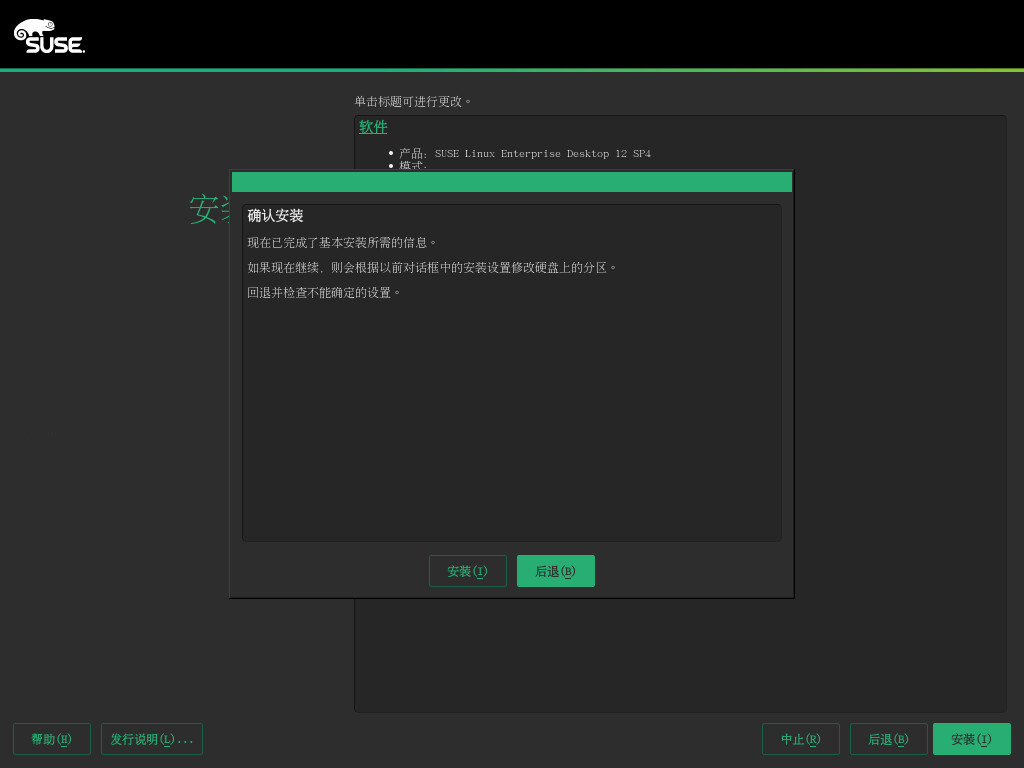 SUSE
单击标题可进行更改。
软件
• 产品: SUSE Linux Enterprise Desktop 12 SP4
• 模式:
安装
确认安装
现在已完成了基本安装所需的信息。
如果现在继续, 则会根据以前对话框中的安装设置修改硬盘上的分区。
回退并检查不能确定的设置。
安装(I) 后退(B)
帮助(H) 发行说明(L)... 中止(R) 后退(B) 安装(I)